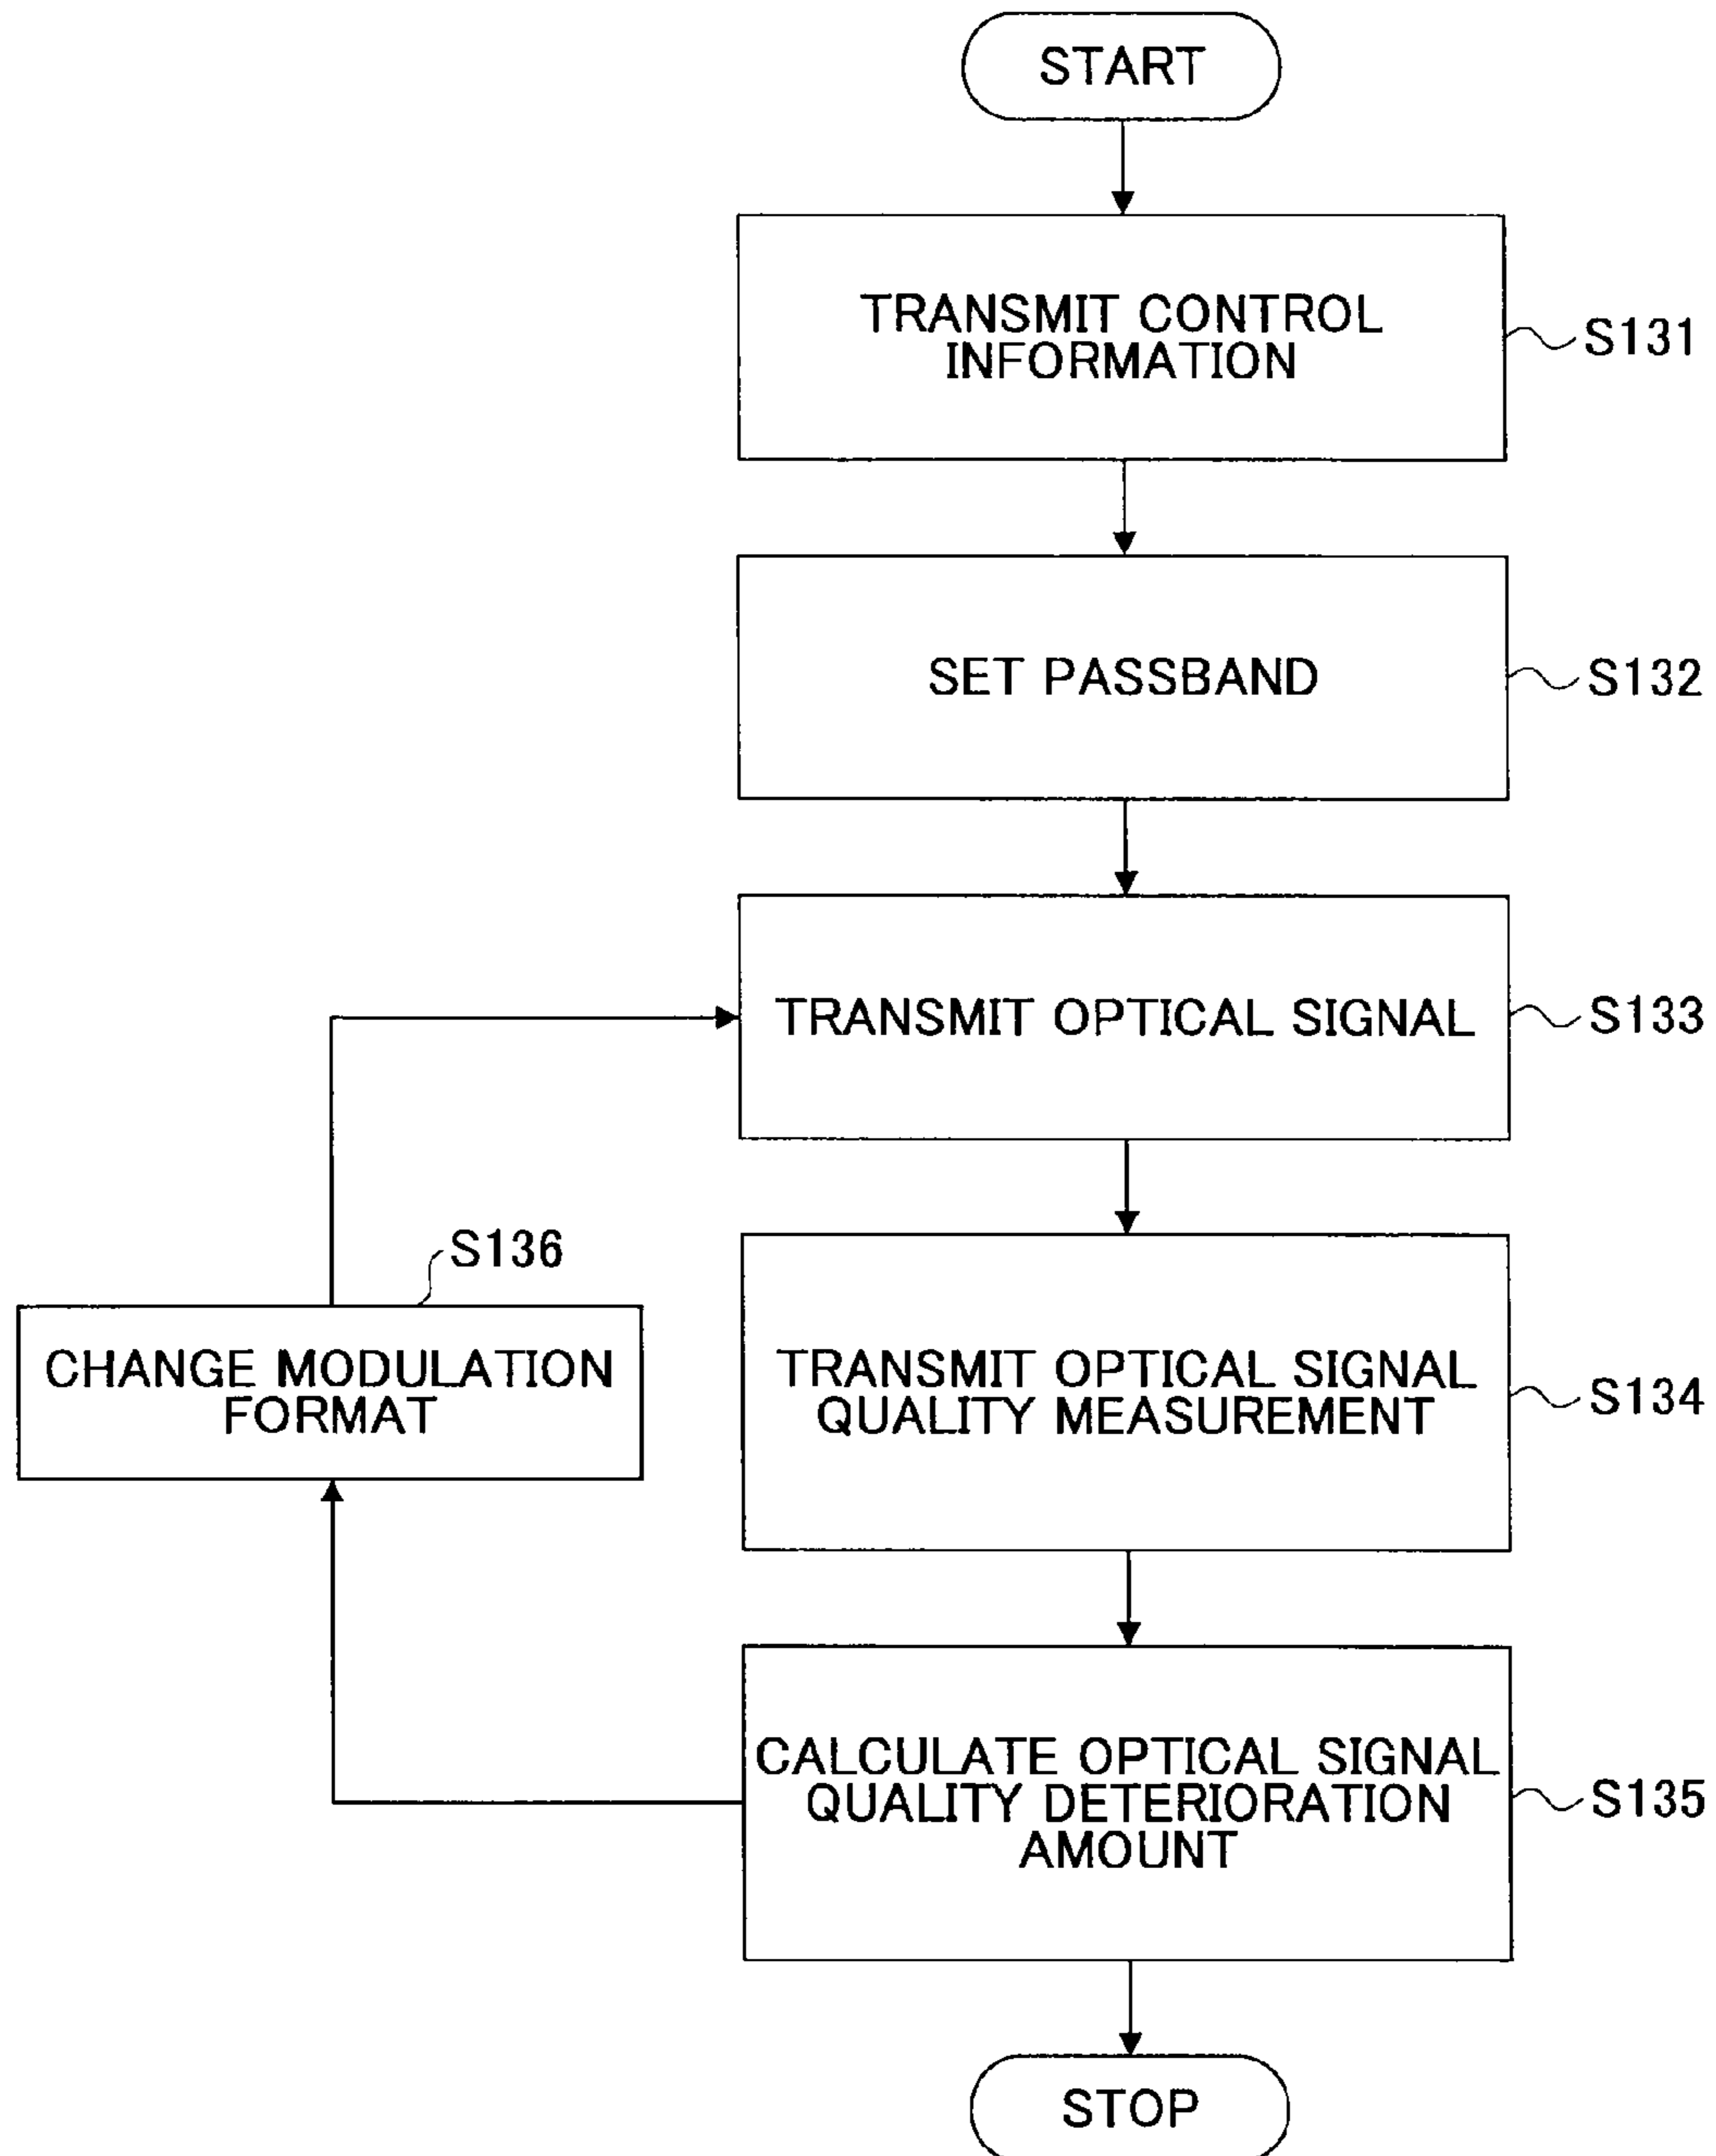 START
TRANSMIT CONTROL
INFORMATION
S131
SET PASSBAND
S132
TRANSMIT OPTICAL SIGNAL
S133
S136
CHANGE MODULATION
FORMAT
TRANSMIT OPTICAL SIGNAL
QUALITY MEASUREMENT
S134
CALCULATE OPTICAL SIGNAL
QUALITY DETERIORATION
AMOUNT
S135
STOP